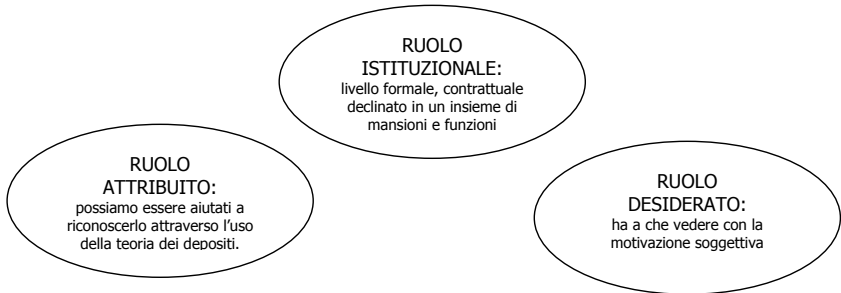 RUOLO
ISTITUZIONALE:
livello formale, contrattuale
declinato in un insieme di
mansioni e funzioni
RUOLO
ATTRIBUITO:
possiamo essere aiutati a
riconoscerlo attraverso l'uso
della teoria dei depositi.
RUOLO
DESIDERATO:
ha a che vedere con la
motivazione soggettiva